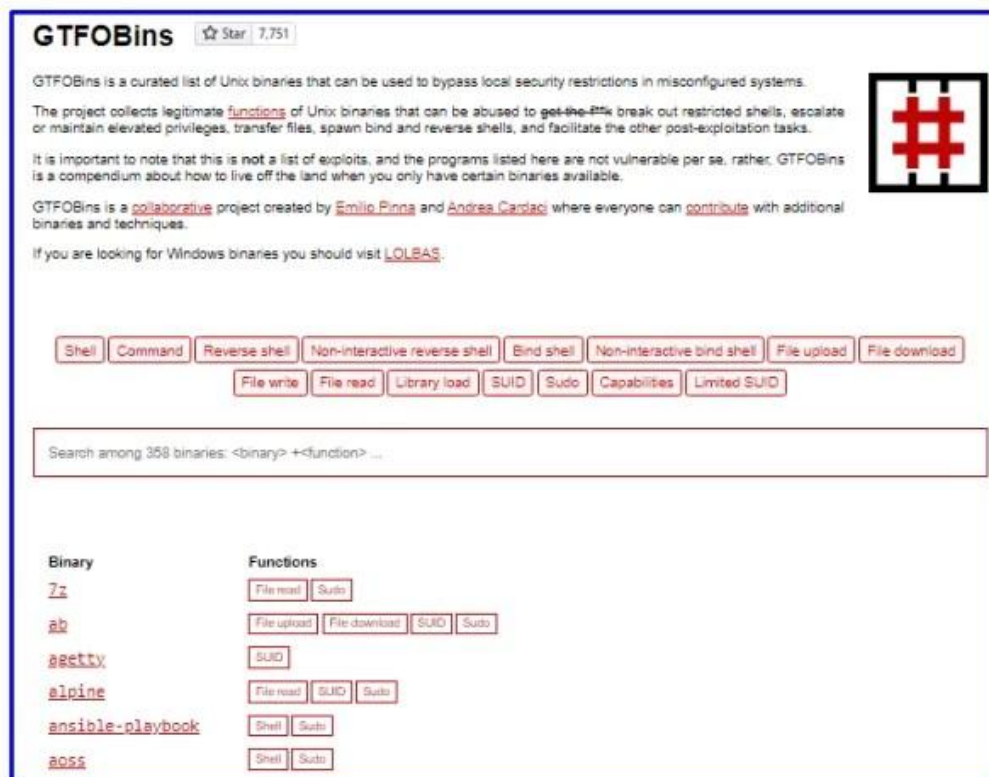 GTFOBins Star 7,751
GTFOBins is a curated list of Unix binaries that can be used to bypass local security restrictions in misconfigured systems.
The project collects legitimate functions of Unix binaries that can be abused to get the f**k break out restricted shells, escalate
or maintain elevated privileges, transfer files, spawn bind and reverse shells, and facilitate the other post-exploitation tasks.
It is important to note that this is not a list of exploits, and the programs listed here are not vulnerable per se, rather, GTFOBins
is a compendium about how to live off the land when you only have certain binaries available.
GTFOBins is a collaborative project created by Emilio Pinna and Andrea Cardaci where everyone can contribute with additional
binaries and techniques.
If you are looking for Windows binaries you should visit LOLBAS.
Shell Command Reverse shell Non-interactive reverse shell Bind shell Non-interactive bind shell File upload File download
File write File read Library load SUID Sudo Capabilities Limited SUID
Search among 358 binaries: <binary> +<function> ...
Binary Functions
7z File read Sudo
ab File upload File download SUID Sudo
agetty SUID
alpine File read SUID Sudo
ansible-playbook Shell Sudo
aoss Shell Sudo